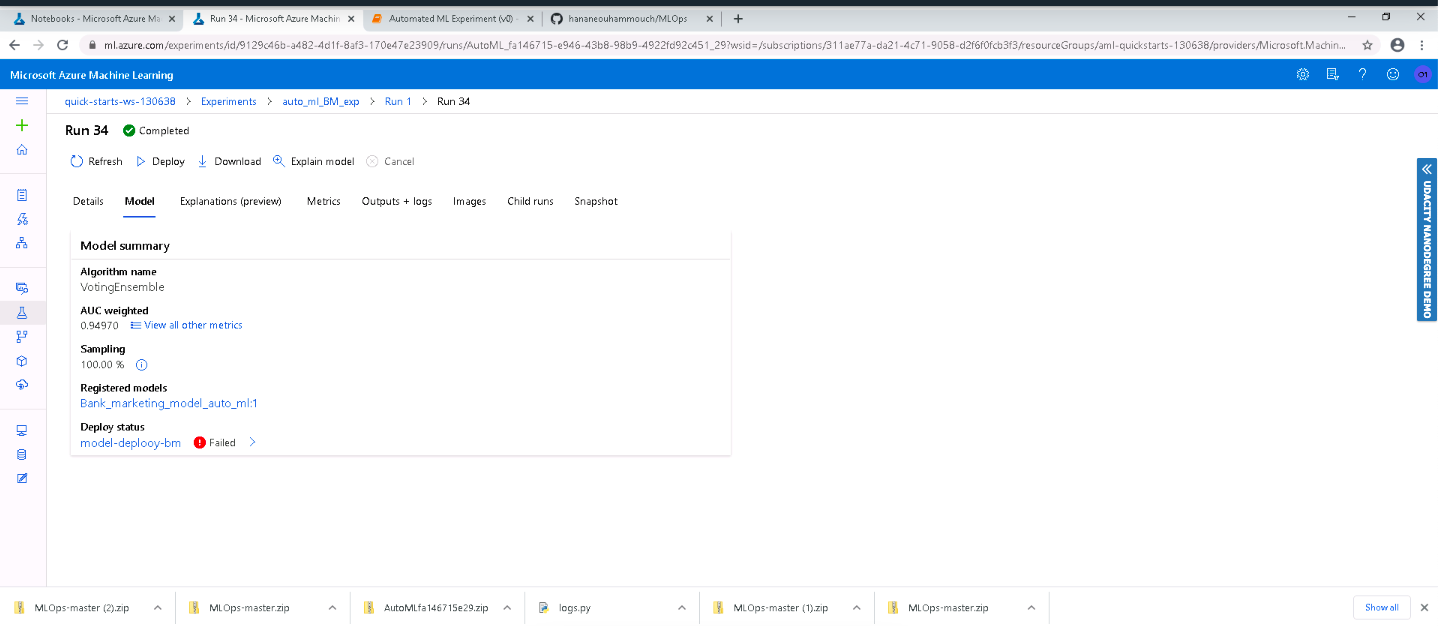 Notebooks - Microsoft Azure Ma
Run 34 - Microsoft Azure Machin
Automated ML Experiment (v0) -
hananeouhammouch/MLOps
ml.azure.com/experiments/id/9129c46b-a482-4d1f-8af3-170e47e23909/runs/AutoML_fa146715-e946-43b8-98b9-4922fd92c451_29?wsid=/subscriptions/311ae77a-da21-4c71-9058-d2f6f0fcb3f3/resourceGroups/aml-quickstarts-130638/providers/Microsoft.Machin...
Microsoft Azure Machine Learning
quick-starts-ws-130638 > Experiments > auto_ml_BM_exp > Run 1 > Run 34
Run 34 Completed
Refresh Deploy Download Explain model Cancel
Details Model Explanations (preview) Metrics Outputs + logs Images Child runs Snapshot
Model summary
Algorithm name
VotingEnsemble
AUC weighted
0.94970 View all other metrics
Sampling
100.00 %
Registered models
Bank_marketing_model_auto_ml:1
Deploy status
model-deplooy-bm Failed
UDACITY NANODEGREE DEMO
MLOps-master (2).zip
MLOps-master.zip
AutoMLfa146715e29.zip
logs.py
MLOps-master (1).zip
MLOps-master.zip
Show all